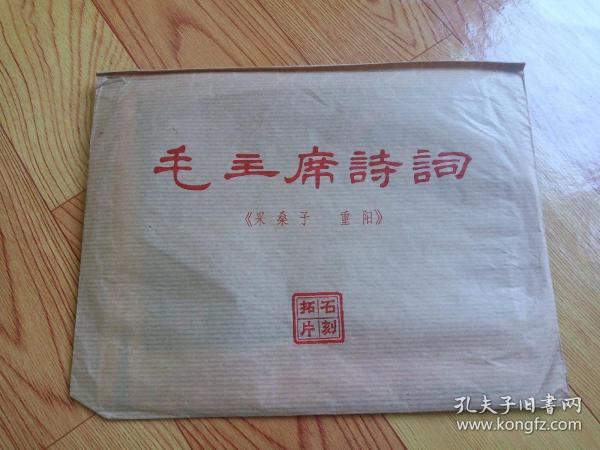 毛主席詩詞
《采桑子 重阳》
石刻
拓片
孔夫子旧書网
www.kongfz.com